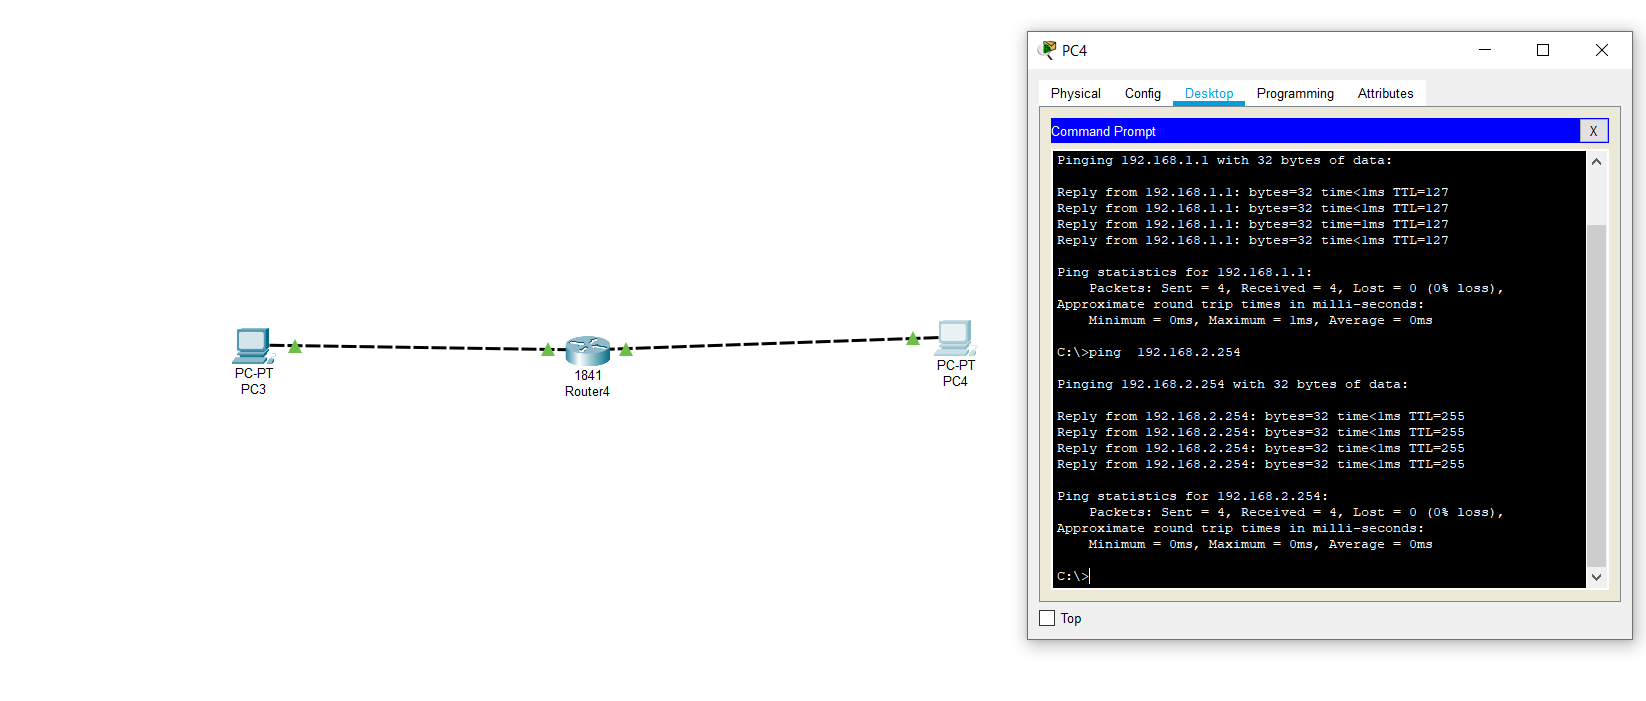 PC-PT
PC3
1841
Router4
PC-PT
PC4
PC4
Physical Config Desktop Programming Attributes
Command Prompt X
Pinging 192.168.1.1 with 32 bytes of data:
Reply from 192.168.1.1: bytes=32 time<1ms TTL=127
Reply from 192.168.1.1: bytes=32 time<1ms TTL=127
Reply from 192.168.1.1: bytes=32 time=1ms TTL=127
Reply from 192.168.1.1: bytes=32 time<1ms TTL=127
Ping statistics for 192.168.1.1:
    Packets: Sent = 4, Received = 4, Lost = 0 (0% loss),
Approximate round trip times in milli-seconds:
    Minimum = 0ms, Maximum = 1ms, Average = 0ms
C:\>ping  192.168.2.254
Pinging 192.168.2.254 with 32 bytes of data:
Reply from 192.168.2.254: bytes=32 time<1ms TTL=255
Reply from 192.168.2.254: bytes=32 time<1ms TTL=255
Reply from 192.168.2.254: bytes=32 time<1ms TTL=255
Reply from 192.168.2.254: bytes=32 time<1ms TTL=255
Ping statistics for 192.168.2.254:
    Packets: Sent = 4, Received = 4, Lost = 0 (0% loss),
Approximate round trip times in milli-seconds:
    Minimum = 0ms, Maximum = 0ms, Average = 0ms
C:\>
Top